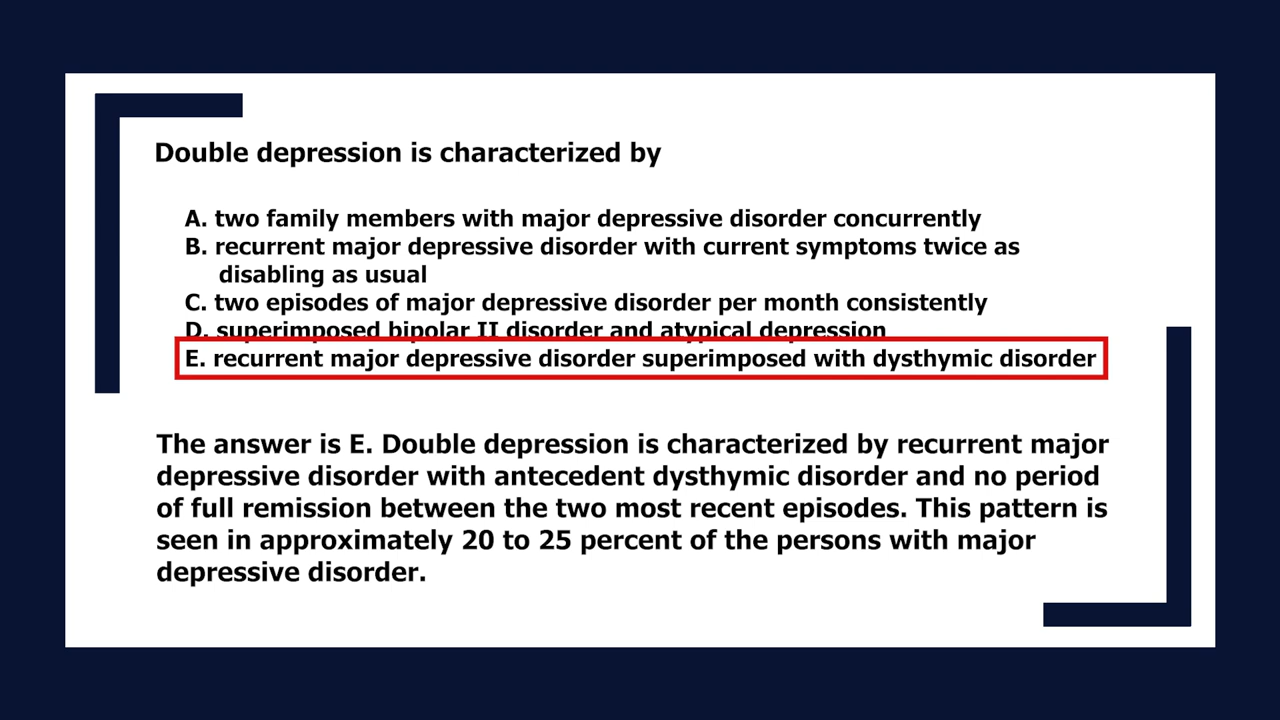 Double depression is characterized by
A. two family members with major depressive disorder concurrently
B. recurrent major depressive disorder with current symptoms twice as
disabling as usual
C. two episodes of major depressive disorder per month consistently
D. superimposed bipolar II disorder and atypical depression
E. recurrent major depressive disorder superimposed with dysthymic disorder
The answer is E. Double depression is characterized by recurrent major
depressive disorder with antecedent dysthymic disorder and no period
of full remission between the two most recent episodes. This pattern is
seen in approximately 20 to 25 percent of the persons with major
depressive disorder.